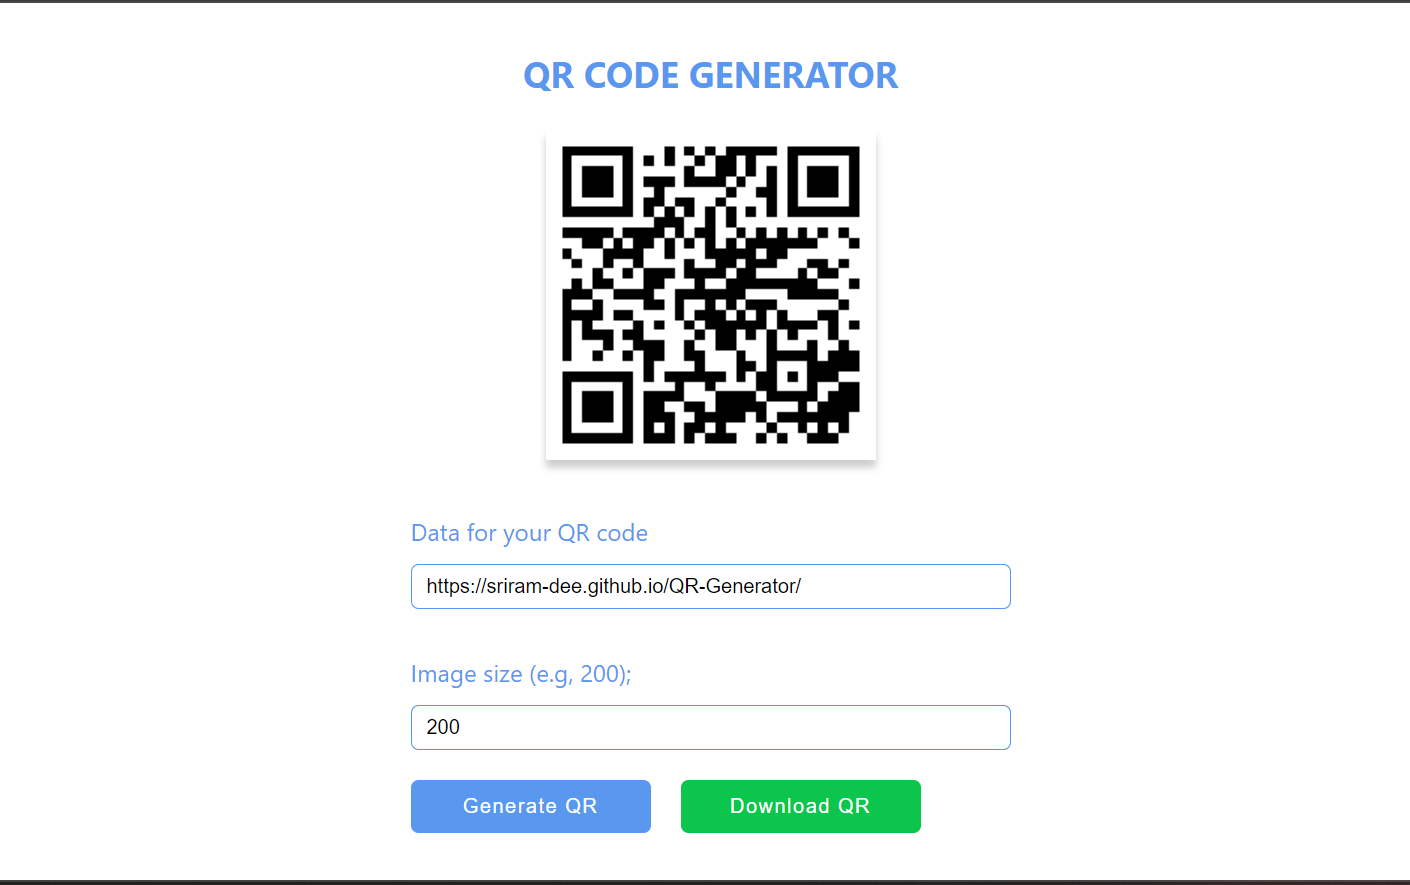 QR CODE GENERATOR
Data for your QR code
https://sriram-dee.github.io/QR-Generator/
Image size (e.g, 200);
200
Generate QR
Download QR